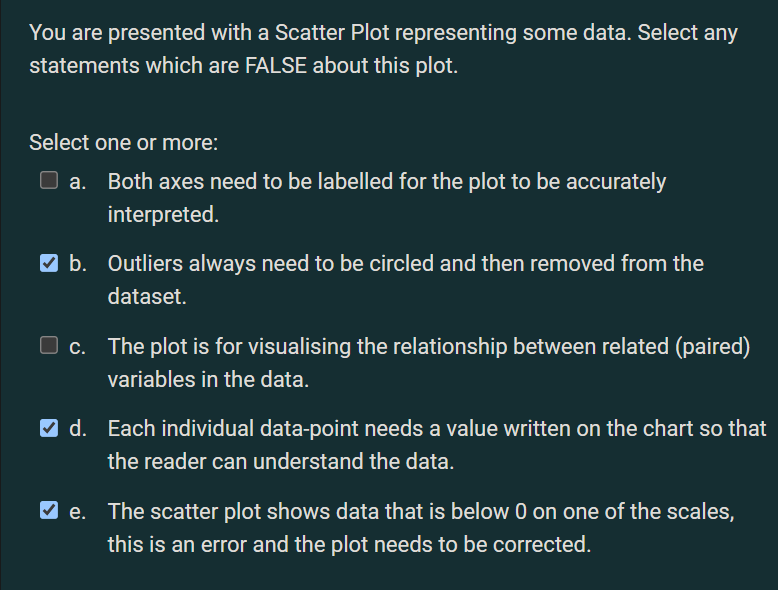 You are presented with a Scatter Plot representing some data. Select any
statements which are FALSE about this plot.
Select one or more:
a. Both axes need to be labelled for the plot to be accurately
interpreted.
b. Outliers always need to be circled and then removed from the
dataset.
c. The plot is for visualising the relationship between related (paired)
variables in the data.
d. Each individual data-point needs a value written on the chart so that
the reader can understand the data.
e. The scatter plot shows data that is below 0 on one of the scales,
this is an error and the plot needs to be corrected.